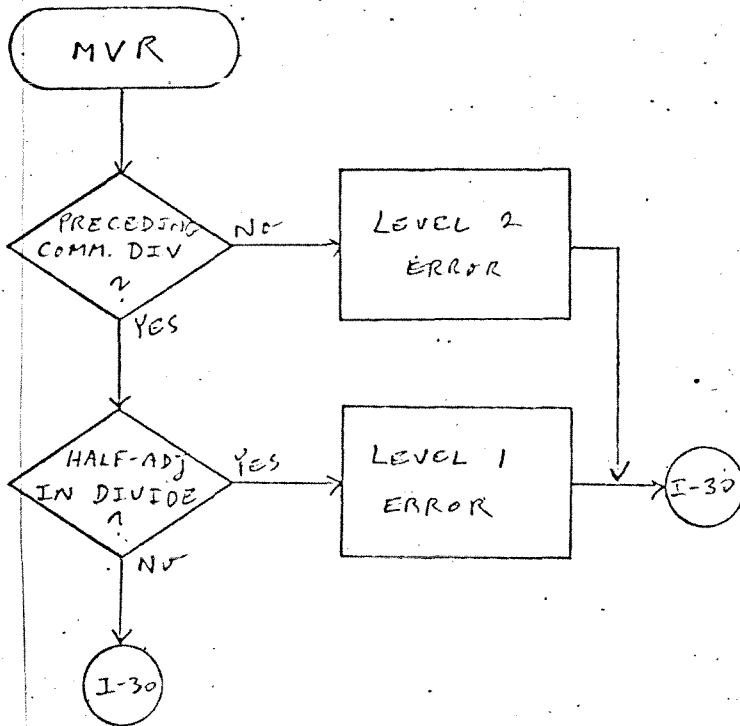 MVR
PRECEDING
COMM. DIV
?
NO
LEVEL 2
ERROR
YES
HALF-ADJ
IN DIVIDE
?
YES
LEVEL 1
ERROR
I-30
NO
I-30